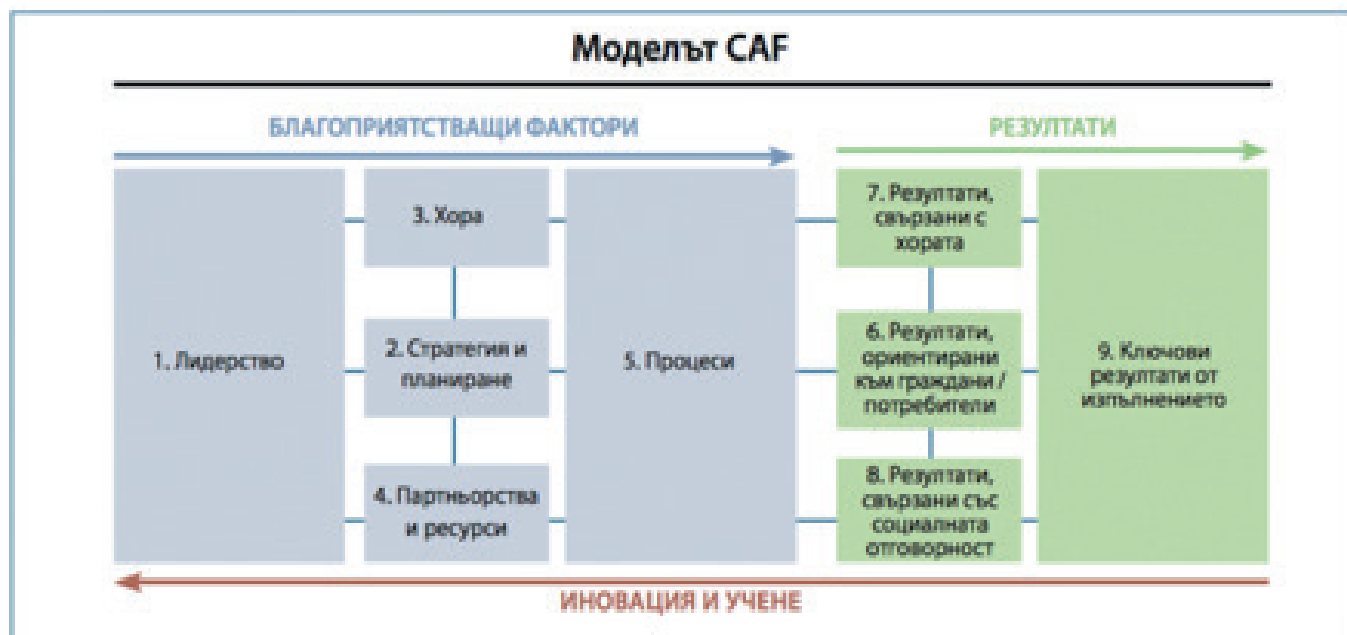 Моделът CAF
БЛАГОПРИЯТСТВАЩИ ФАКТОРИ
РЕЗУЛТАТИ
1. Лидерство
3. Хора
2. Стратегия и
планиране
4. Партньорства
и ресурси
5. Процеси
7. Резултати,
свързани с
хората
6. Резултати,
ориентирани
към граждани /
потребители
8. Резултати,
свързани със
социалната
отговорност
9. Ключови
резултати от
изпълнението
ИНОВАЦИЯ И УЧЕНЕ